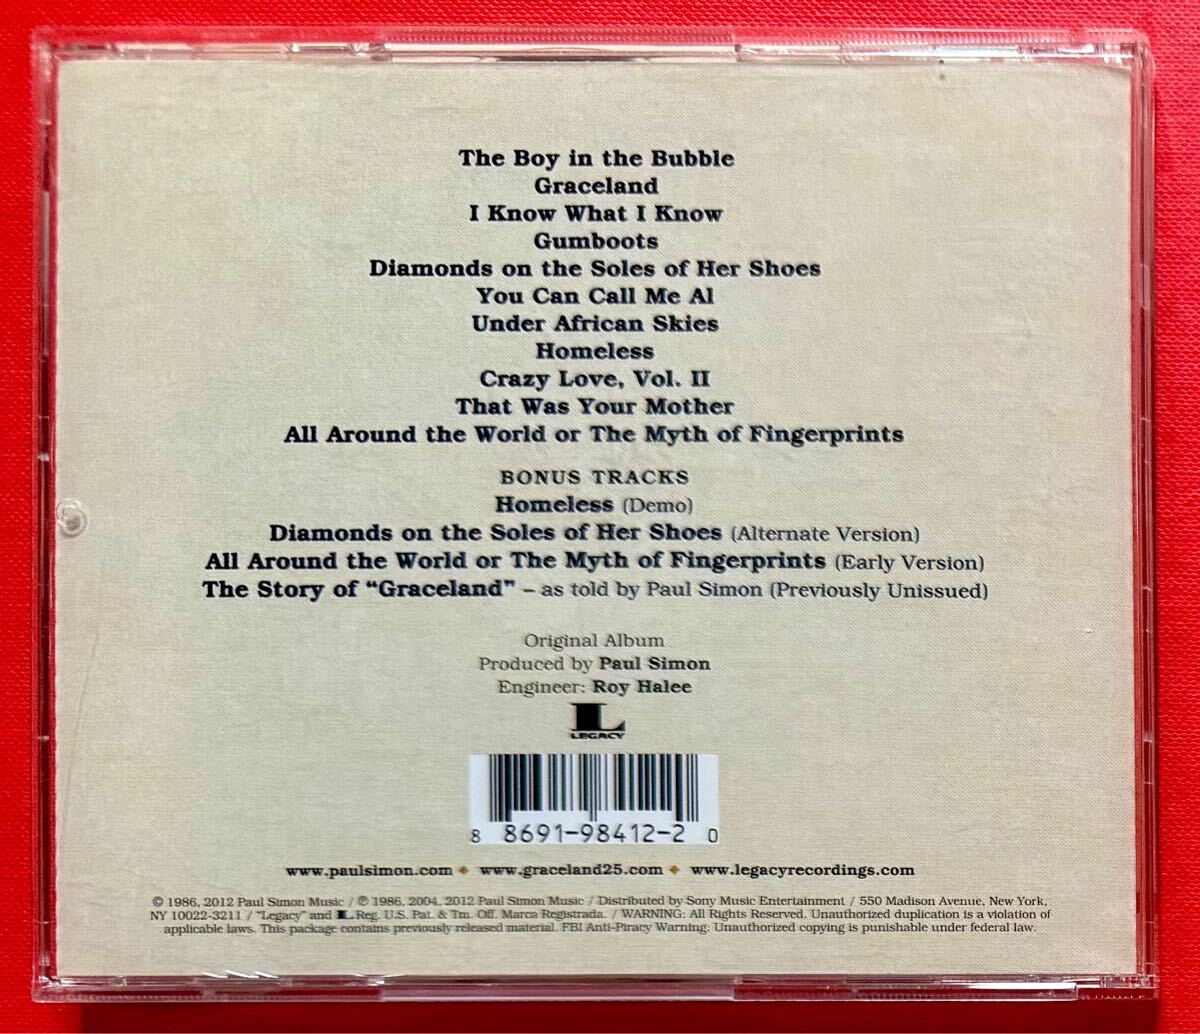 The Boy in the Bubble
Graceland
I Know What I Know
Gumboots
Diamonds on the Soles of Her Shoes
You Can Call Me Al
Under African Skies
Homeless
Crazy Love, Vol. II
That Was Your Mother
All Around the World or The Myth of Fingerprints
BONUS TRACKS
Homeless (Demo)
Diamonds on the Soles of Her Shoes (Alternate Version)
All Around the World or The Myth of Fingerprints (Early Version)
The Story of “Graceland” – as told by Paul Simon (Previously Unissued)
Original Album
Produced by Paul Simon
Engineer: Roy Halee
L
LEGACY
8 8691-98412-2 0
www.paulsimon.com ◆ www.graceland25.com ◆ www.legacyrecordings.com
© 1986, 2012 Paul Simon Music / ℗ 1986, 2004, 2012 Paul Simon Music / Distributed by Sony Music Entertainment / 550 Madison Avenue, New York,
NY 10022-3211 / “Legacy” and L Reg. U.S. Pat. & Tm. Off. Marca Registrada. / WARNING: All Rights Reserved. Unauthorized duplication is a violation of
applicable laws. This package contains previously released material. FBI Anti-Piracy Warning: Unauthorized copying is punishable under federal law.